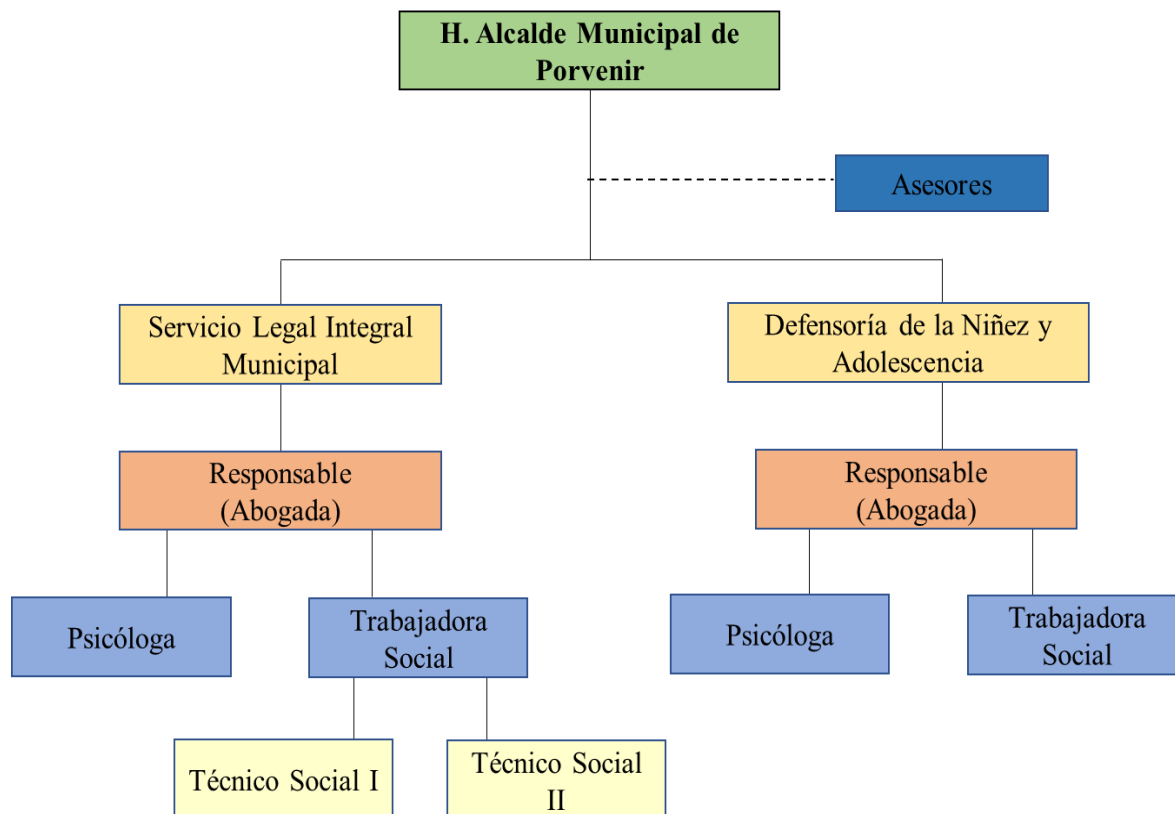 H. Alcalde Municipal de
Porvenir
Asesores
Servicio Legal Integral
Municipal
Defensoría de la Niñez y
Adolescencia
Responsable
(Abogada)
Responsable
(Abogada)
Psicóloga
Trabajadora
Social
Psicóloga
Trabajadora
Social
Técnico Social I
Técnico Social
II